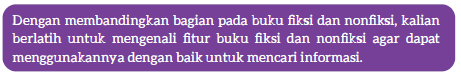 Dengan membandingkan bagian pada buku fiksi dan nonfiksi, kalian
berlatih untuk mengenali fitur buku fiksi dan nonfiksi agar dapat
menggunakannya dengan baik untuk mencari informasi.